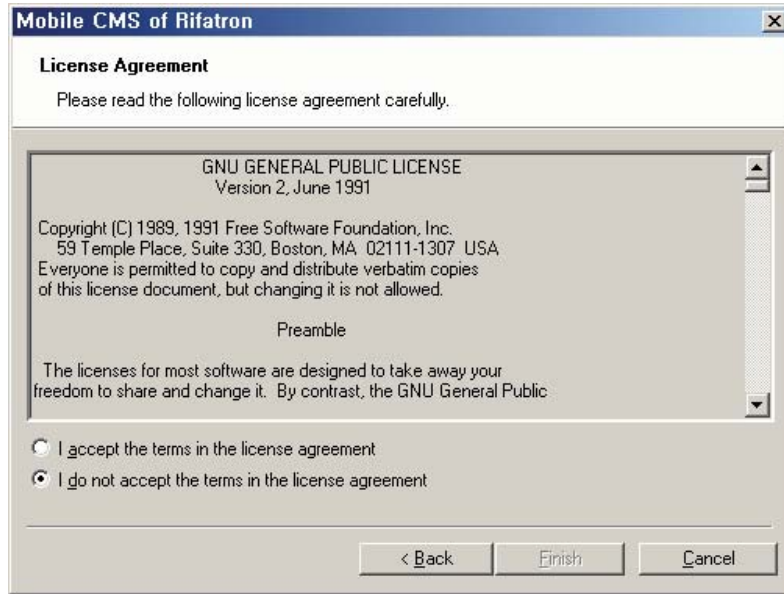 Mobile CMS of Rifatron
License Agreement
Please read the following license agreement carefully.
GNU GENERAL PUBLIC LICENSE
Version 2, June 1991
Copyright (C) 1989, 1991 Free Software Foundation, Inc.
59 Temple Place, Suite 330, Boston, MA  02111-1307  USA
Everyone is permitted to copy and distribute verbatim copies
of this license document, but changing it is not allowed.
Preamble
The licenses for most software are designed to take away your
freedom to share and change it.  By contrast, the GNU General Public
I accept the terms in the license agreement
I do not accept the terms in the license agreement
< Back Finish Cancel